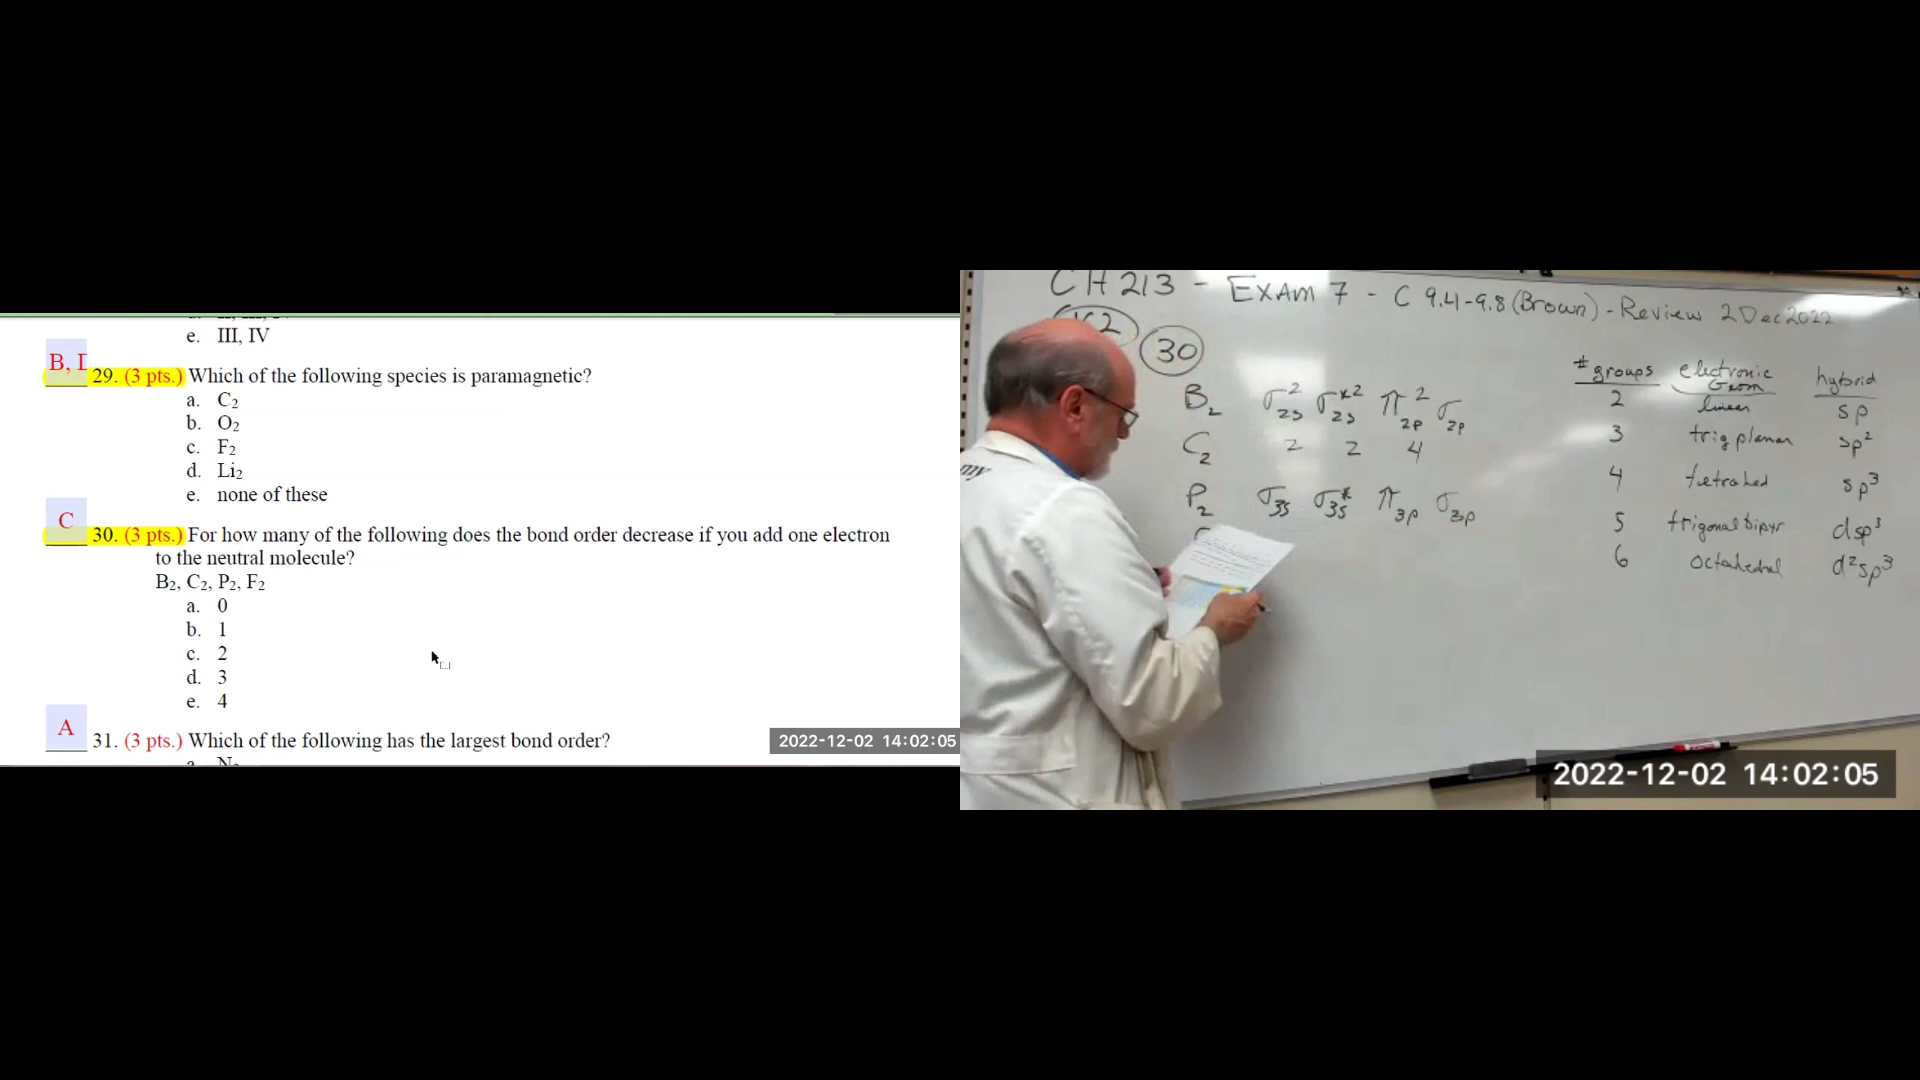 e. III, IV
B, I
29. (3 pts.) Which of the following species is paramagnetic?
a. C₂
b. O₂
c. F₂
d. Li₂
e. none of these
C
30. (3 pts.) For how many of the following does the bond order decrease if you add one electron
to the neutral molecule?
B₂, C₂, P₂, F₂
a. 0
b. 1
c. 2
d. 3
e. 4
A
31. (3 pts.) Which of the following has the largest bond order?
a. N₂
2022-12-02 14:02:05
CH 213 - Exam 7 - C 9.4-9.8 (Brown) - Review 2 Dec 2022
30
B₂ σ2s² σ2s*² π2p² σ2p
C₂ 2 2 4
P₂ σ3s σ3s* π3p σ3p
# groups electronic Geom hybrid
2 linear sp
3 trig planar sp²
4 tetrahed sp³
5 trigonal bipyr dsp³
6 octahedral d²sp³
2022-12-02 14:02:05